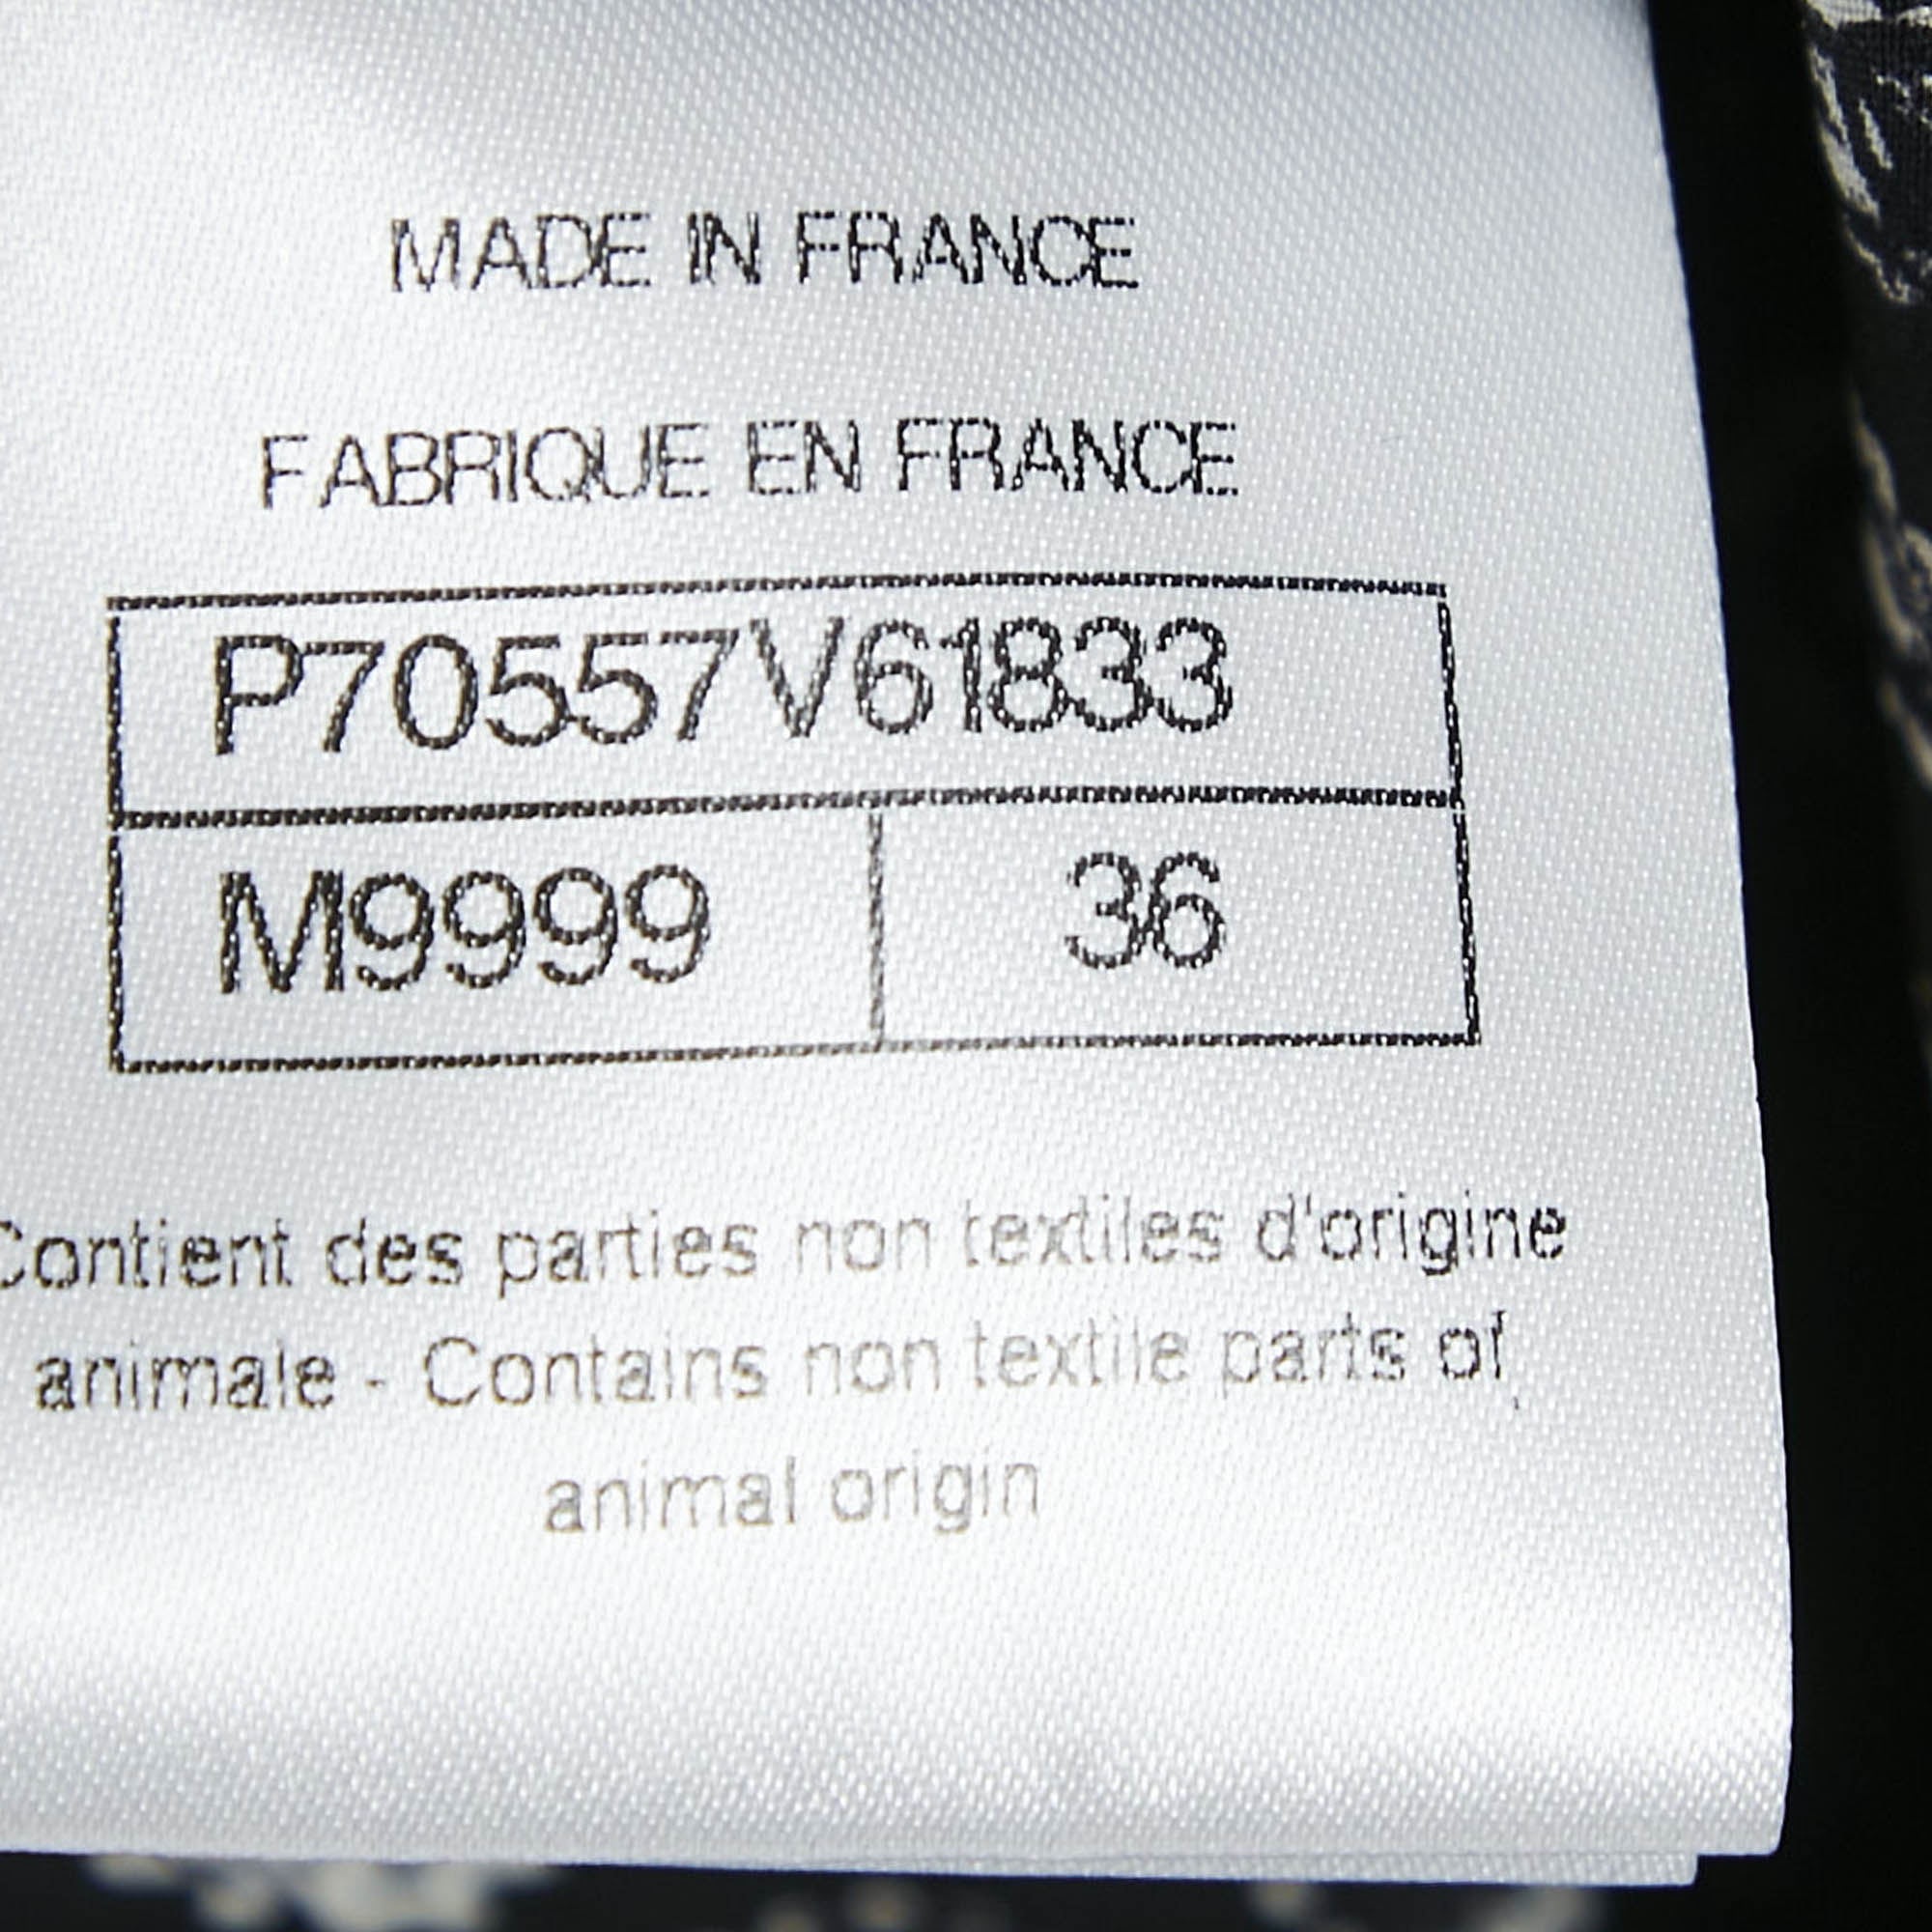 MADE IN FRANCE
FABRIQUE EN FRANCE
P70557V61833
M9999 36
Contient des parties non textiles d'origine
animale - Contains non textile parts of
animal origin